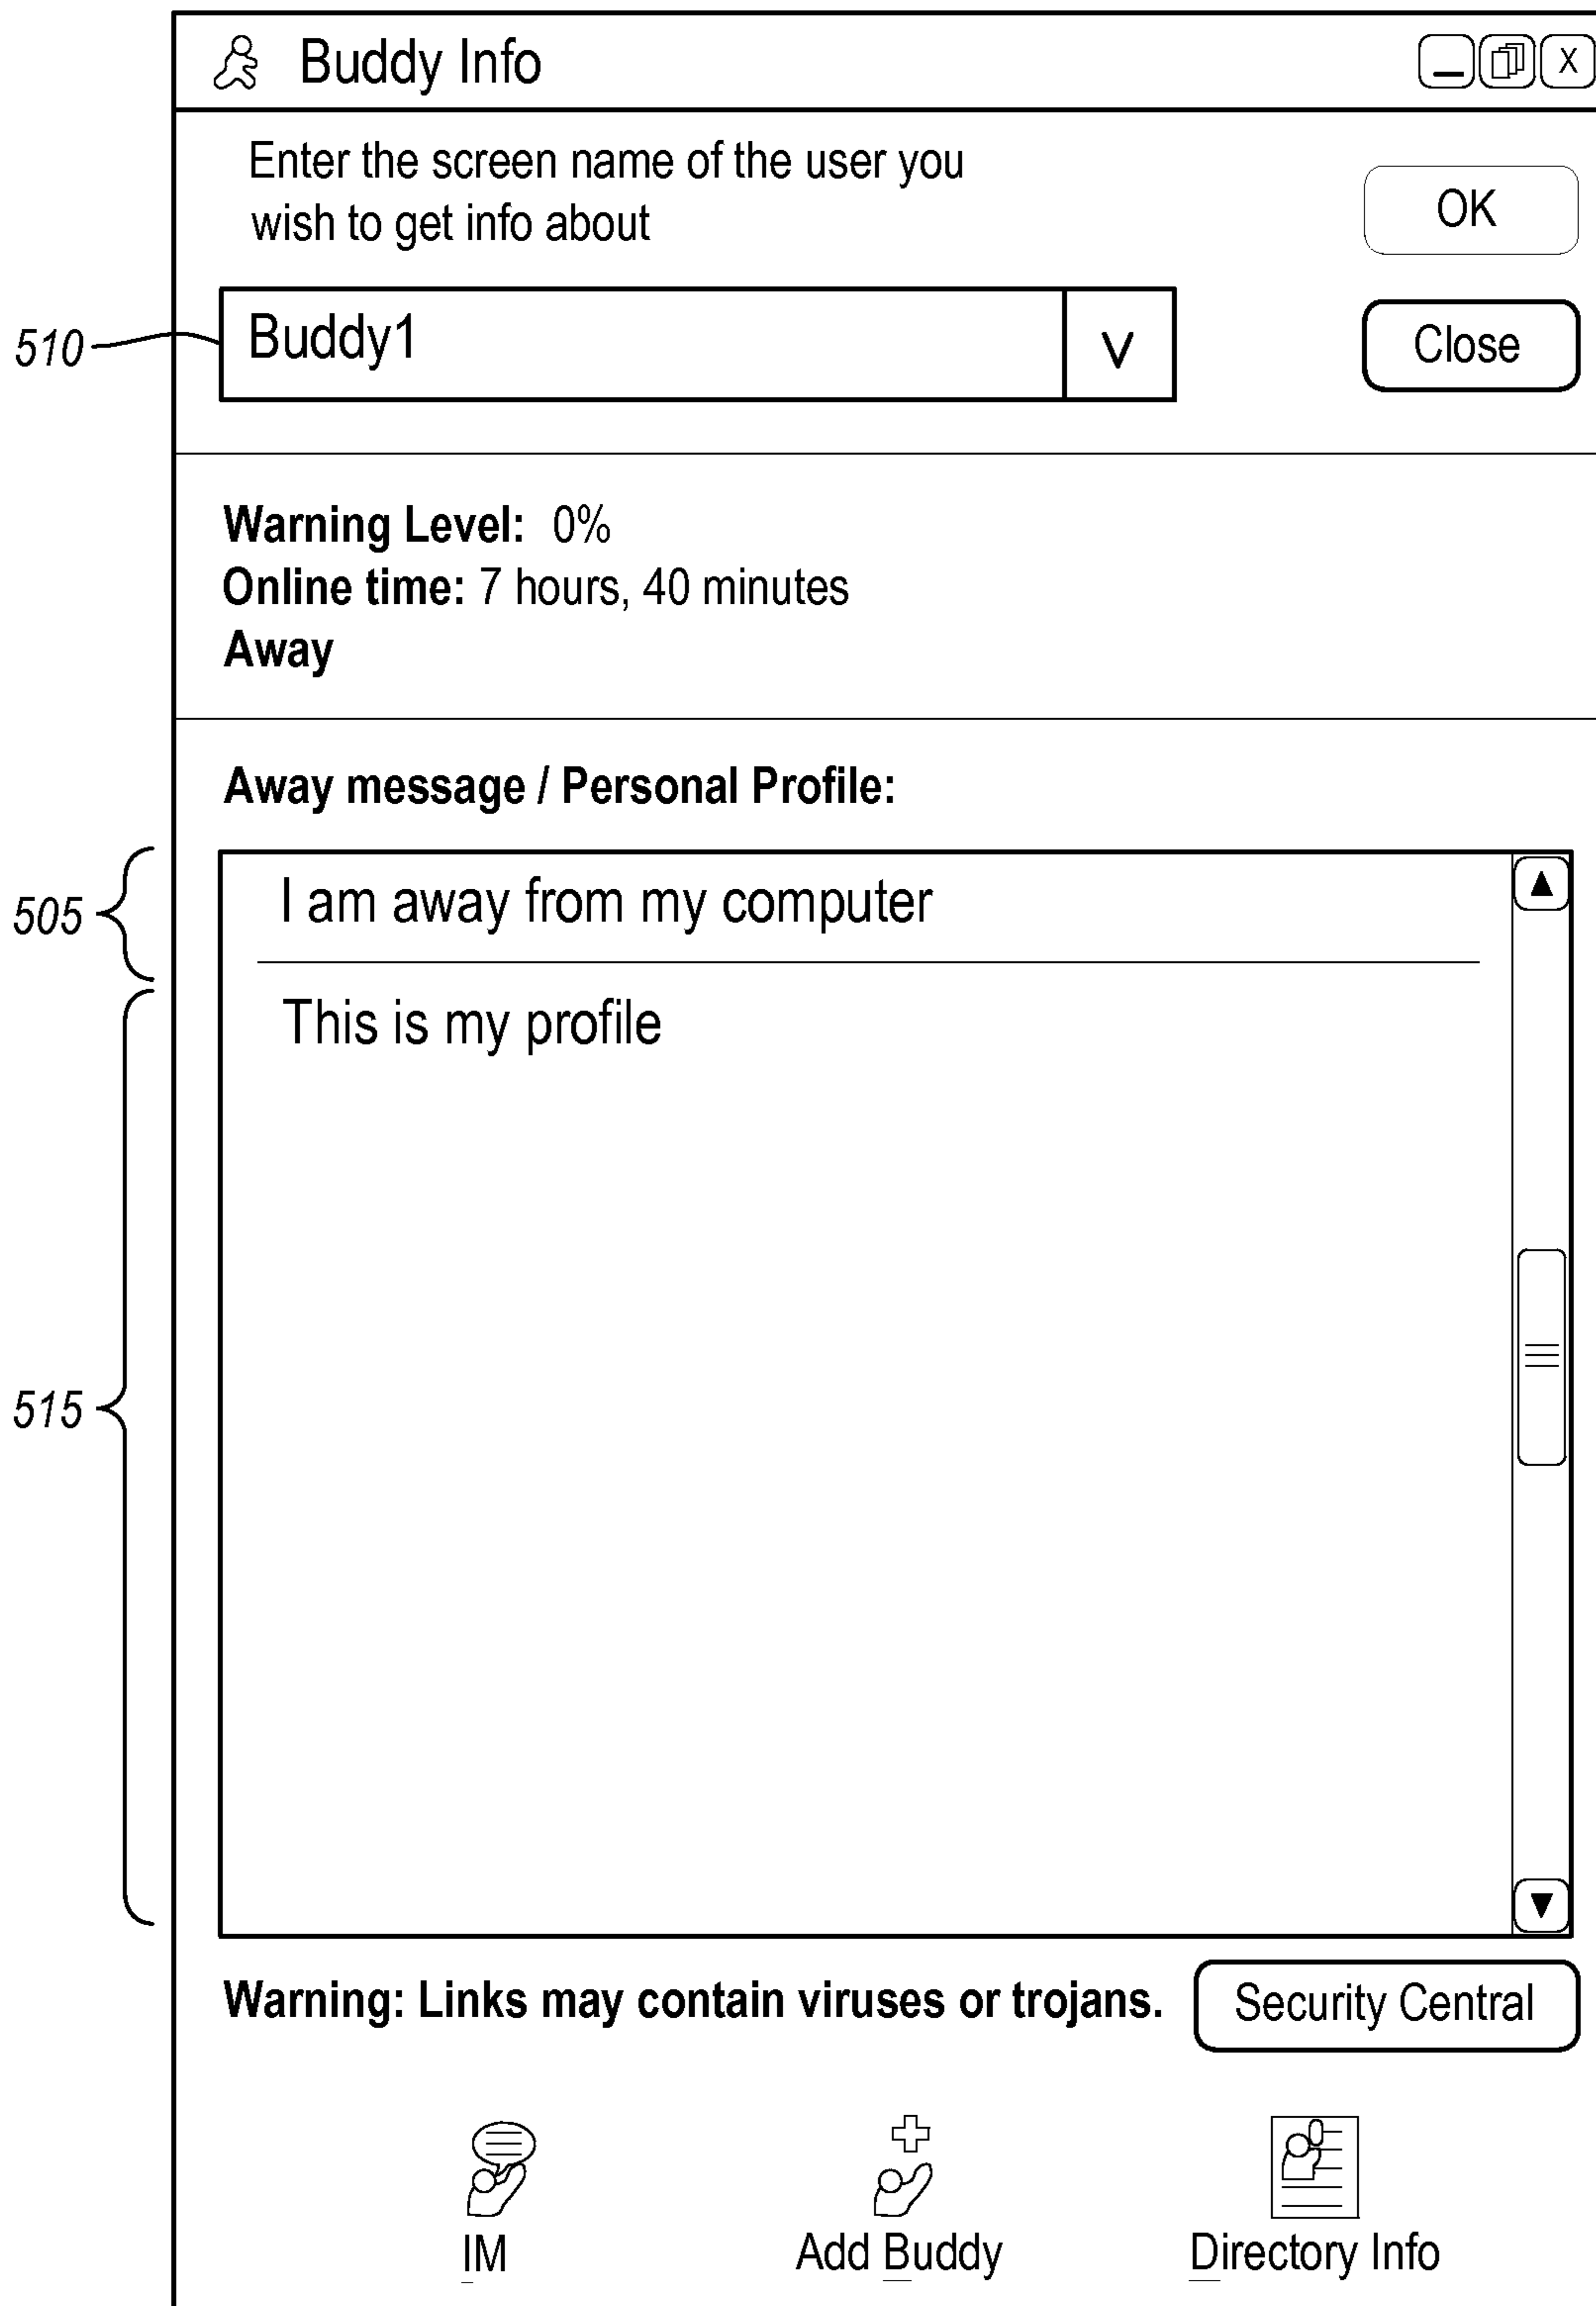 Buddy Info
X
Enter the screen name of the user you
wish to get info about
OK
510
Buddy1
V
Close
Warning Level: 0%
Online time: 7 hours, 40 minutes
Away
Away message / Personal Profile:
505
I am away from my computer
This is my profile
515
Warning: Links may contain viruses or trojans.
Security Central
IM
Add Buddy
Directory Info